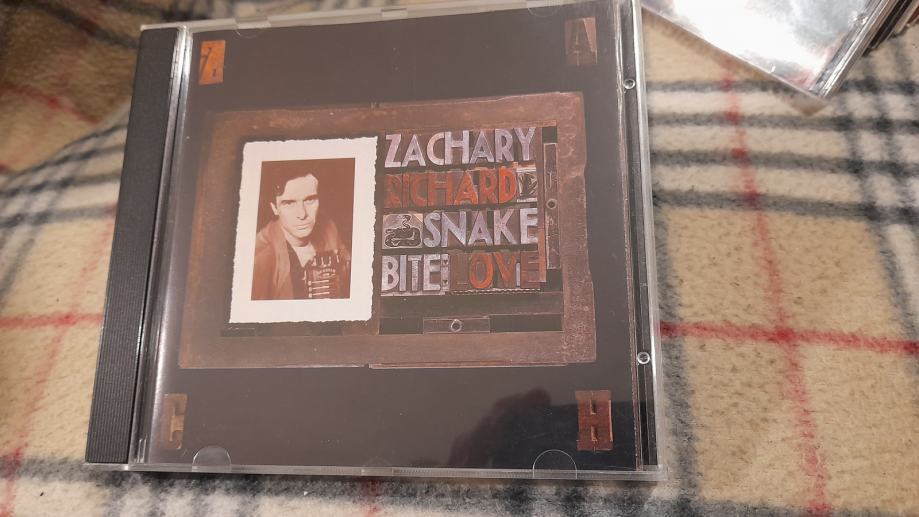 Z A
ZACHARY
RICHARD
SNAKE
BITE LOVE
C H